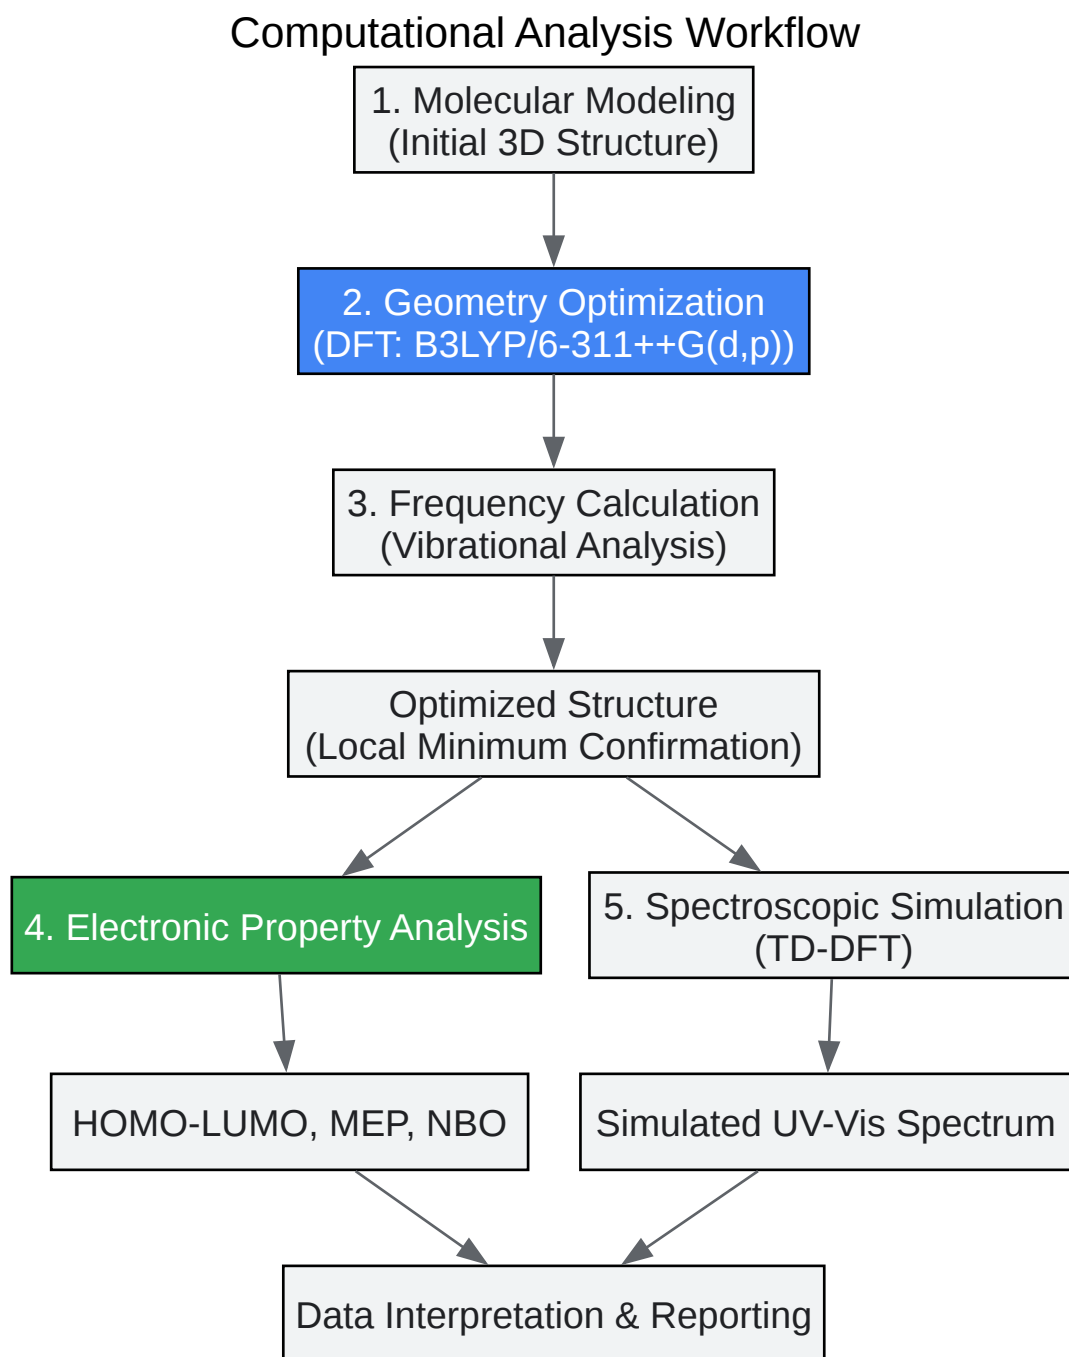 Computational Analysis Workflow
1. Molecular Modeling
(Initial 3D Structure)
2. Geometry Optimization
(DFT: B3LYP/6-311++G(d,p))
3. Frequency Calculation
(Vibrational Analysis)
Optimized Structure
(Local Minimum Confirmation)
4. Electronic Property Analysis
5. Spectroscopic Simulation
(TD-DFT)
HOMO-LUMO, MEP, NBO
Simulated UV-Vis Spectrum
Data Interpretation & Reporting